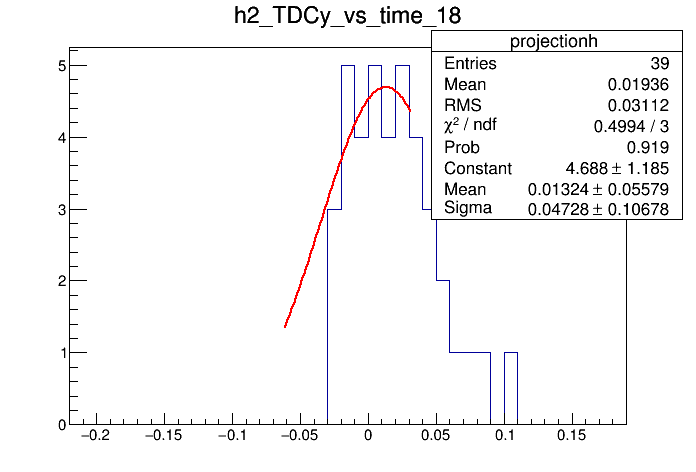 h2_TDCy_vs_time_18
projectionh
Entries 39
Mean 0.01936
RMS 0.03112
χ² / ndf 0.4994 / 3
Prob 0.919
Constant 4.688 ± 1.185
Mean 0.01324 ± 0.05579
Sigma 0.04728 ± 0.10678
5
4
3
2
1
0
−0.2 −0.15 −0.1 −0.05 0 0.05 0.1 0.15